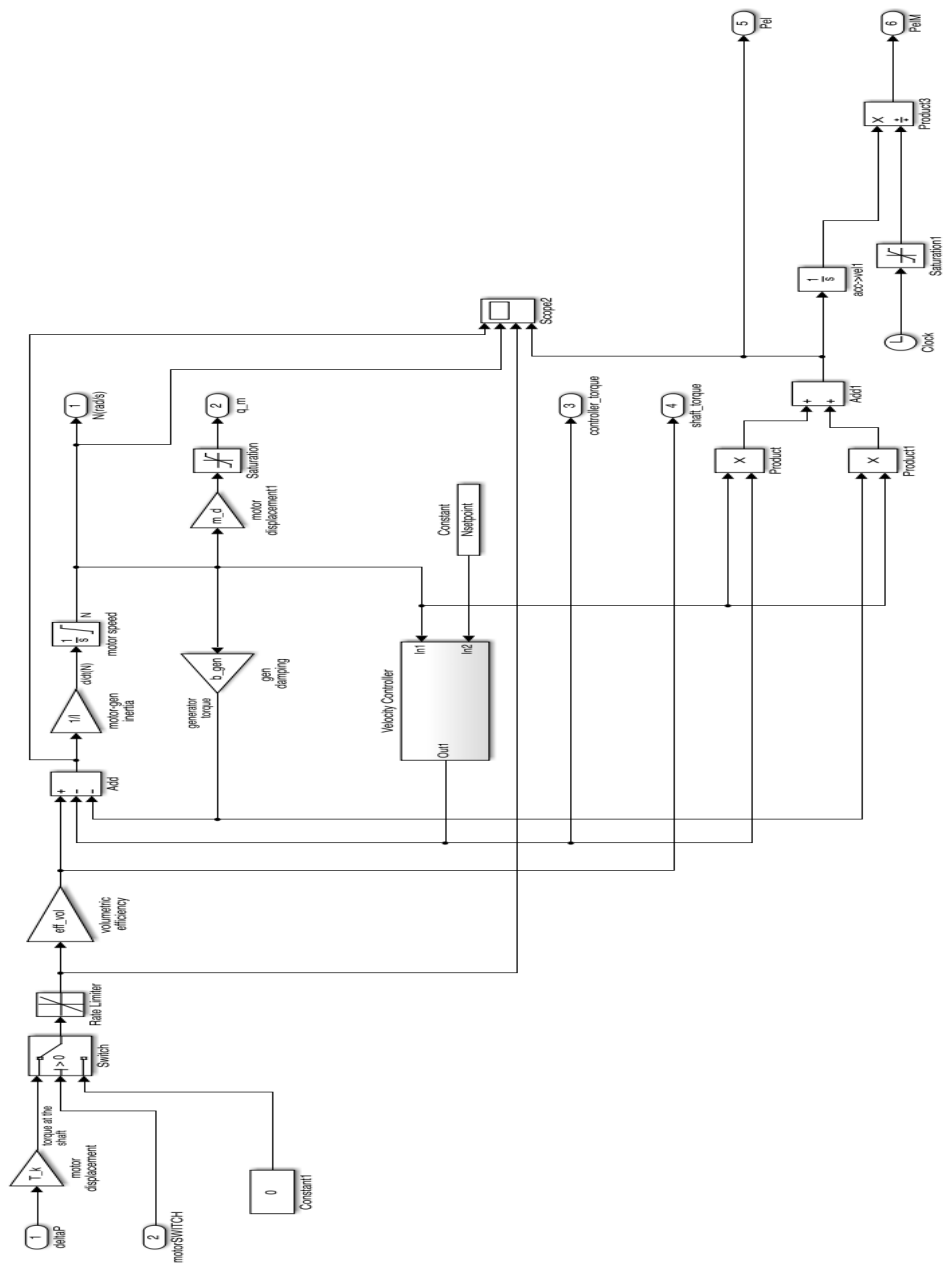 1
deltaP
T_k
motor
displacement
torque at the
shaft
2
motorSWITCH
0
Constant1
> 0
Switch
Rate Limiter
eff_vol
volumetric
efficiency
+
−
−
Add
1/I
motor-gen
inertia
d/dt(N)
1
s
N
motor speed
1
N(rad/s)
b_gen
generator
torque
gen
damping
m_d
motor
displacement1
Saturation
2
q_m
Velocity Controller
Out1
In1
In2
Constant
Nsetpoint
Scope2
3
controller_torque
4
shaft_torque
X
Product
X
Product1
+
+
Add1
1
s
acc->vel1
Clock
Saturation1
X
÷
Product3
5
Pel
6
PelM